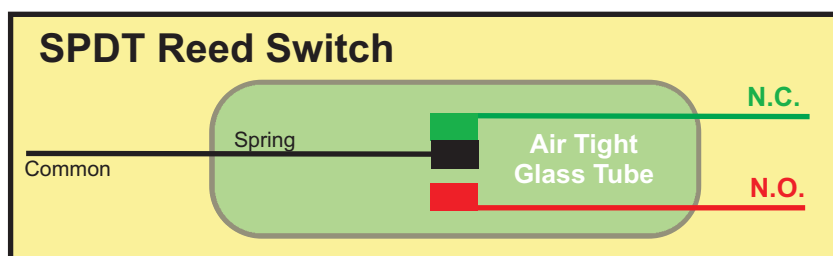 SPDT Reed Switch
N.C.
Spring
Common
Air Tight
Glass Tube
N.O.